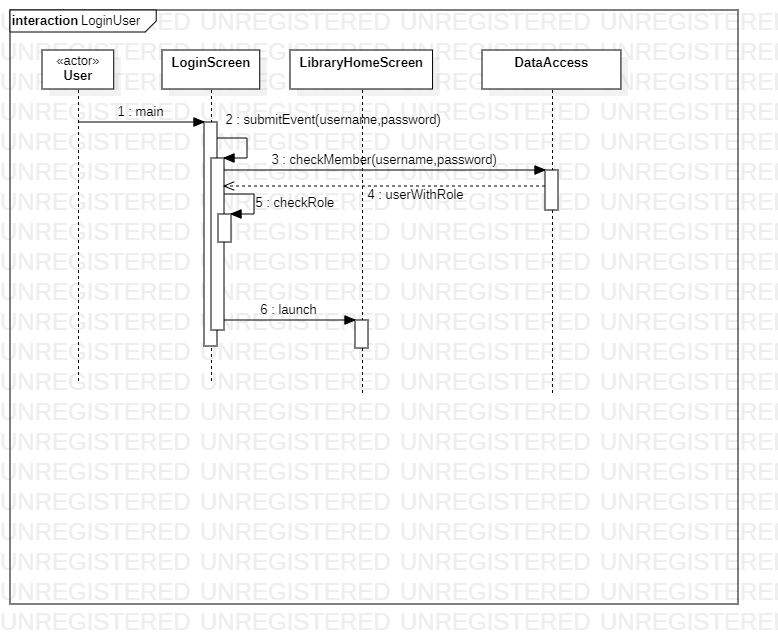 interaction LoginUser
«actor»
User
LoginScreen
LibraryHomeScreen
DataAccess
1 : main
2 : submitEvent(username,password)
3 : checkMember(username,password)
4 : userWithRole
5 : checkRole
6 : launch
UNREGISTERED UNREGISTERED UNREGISTERED UNREGISTERED